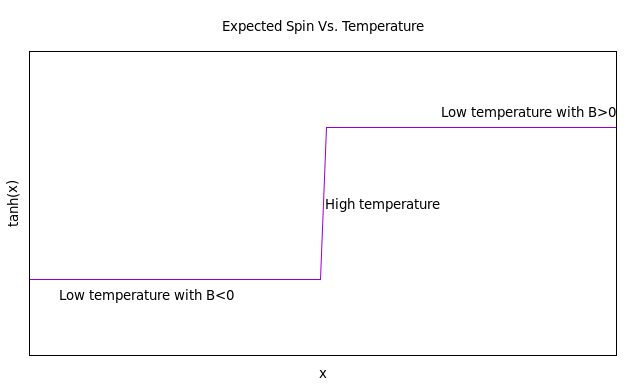 Expected Spin Vs. Temperature
Low temperature with B>0
tanh(x)
High temperature
Low temperature with B<0
x